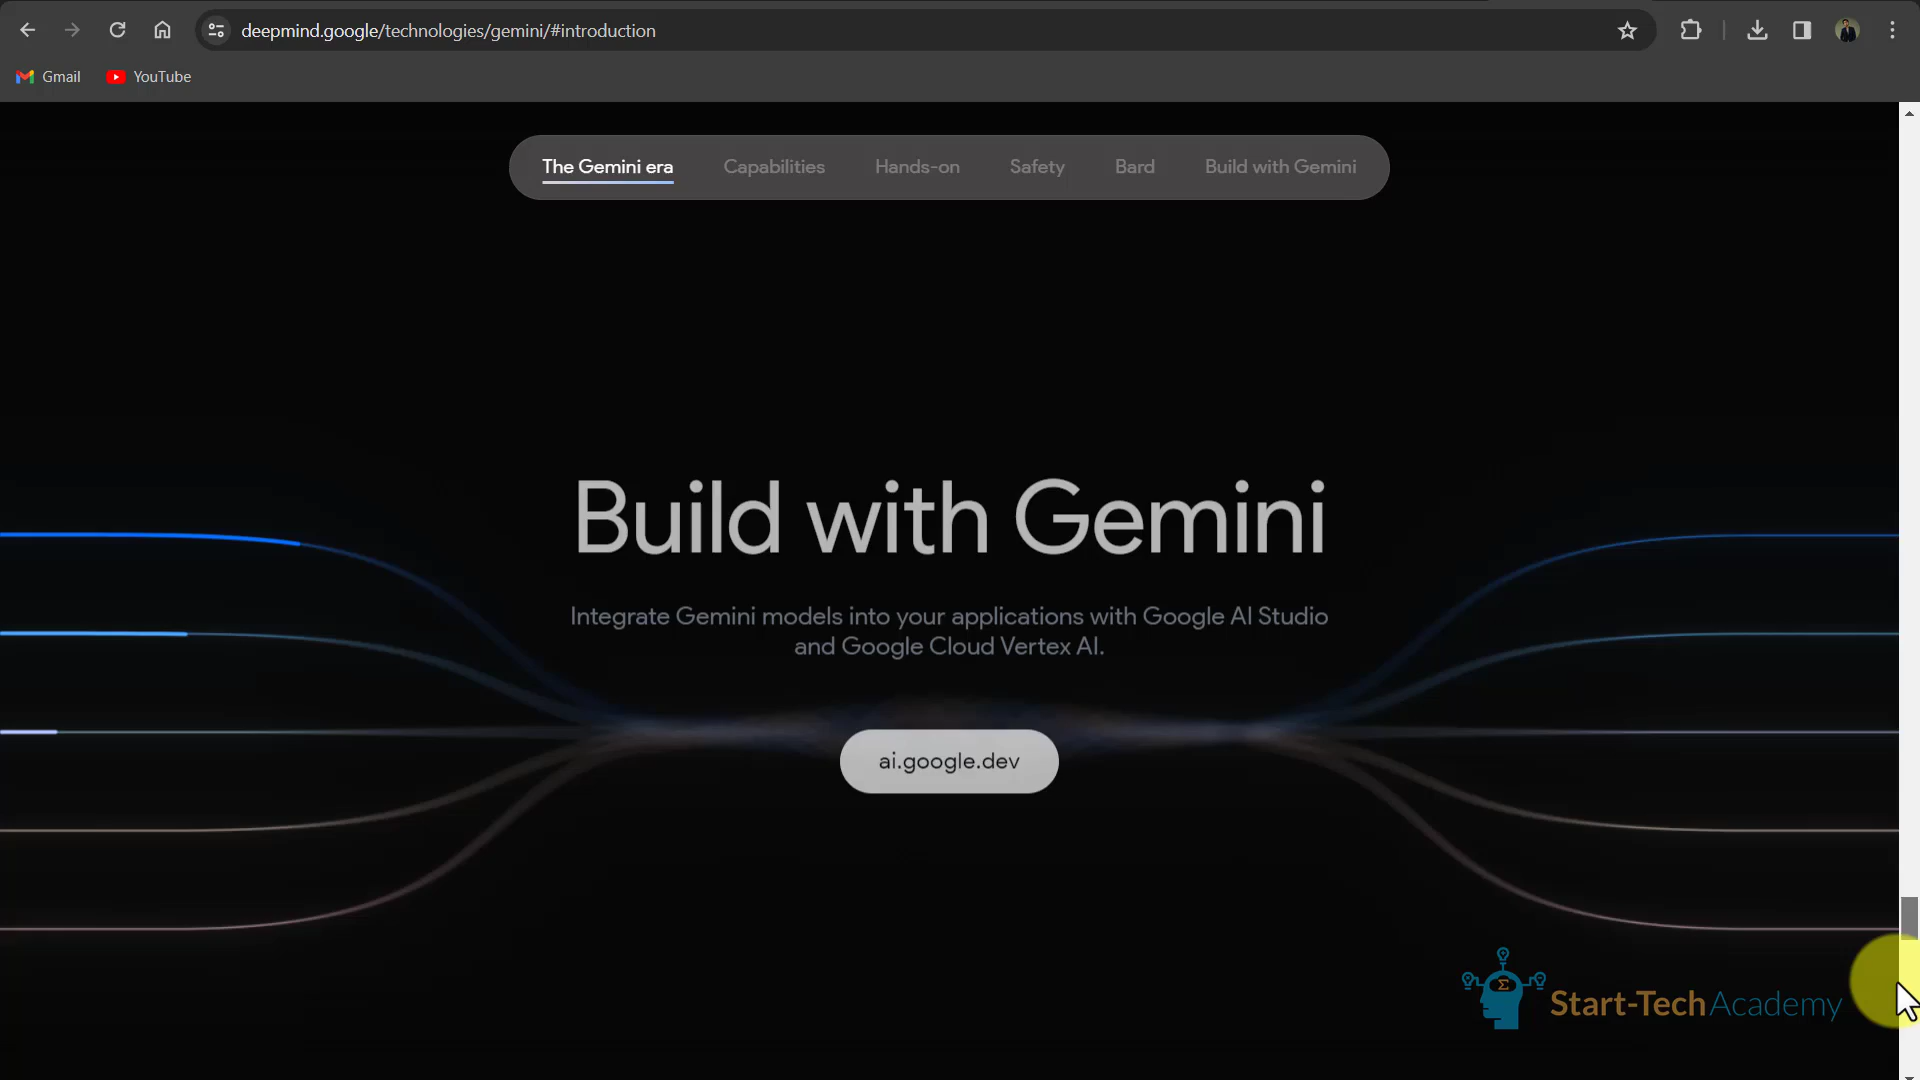 deepmind.google/technologies/gemini/#introduction
Gmail YouTube
The Gemini era Capabilities Hands-on Safety Bard Build with Gemini
Build with Gemini
Integrate Gemini models into your applications with Google AI Studio
and Google Cloud Vertex AI.
ai.google.dev
Σ
Start-TechAcademy